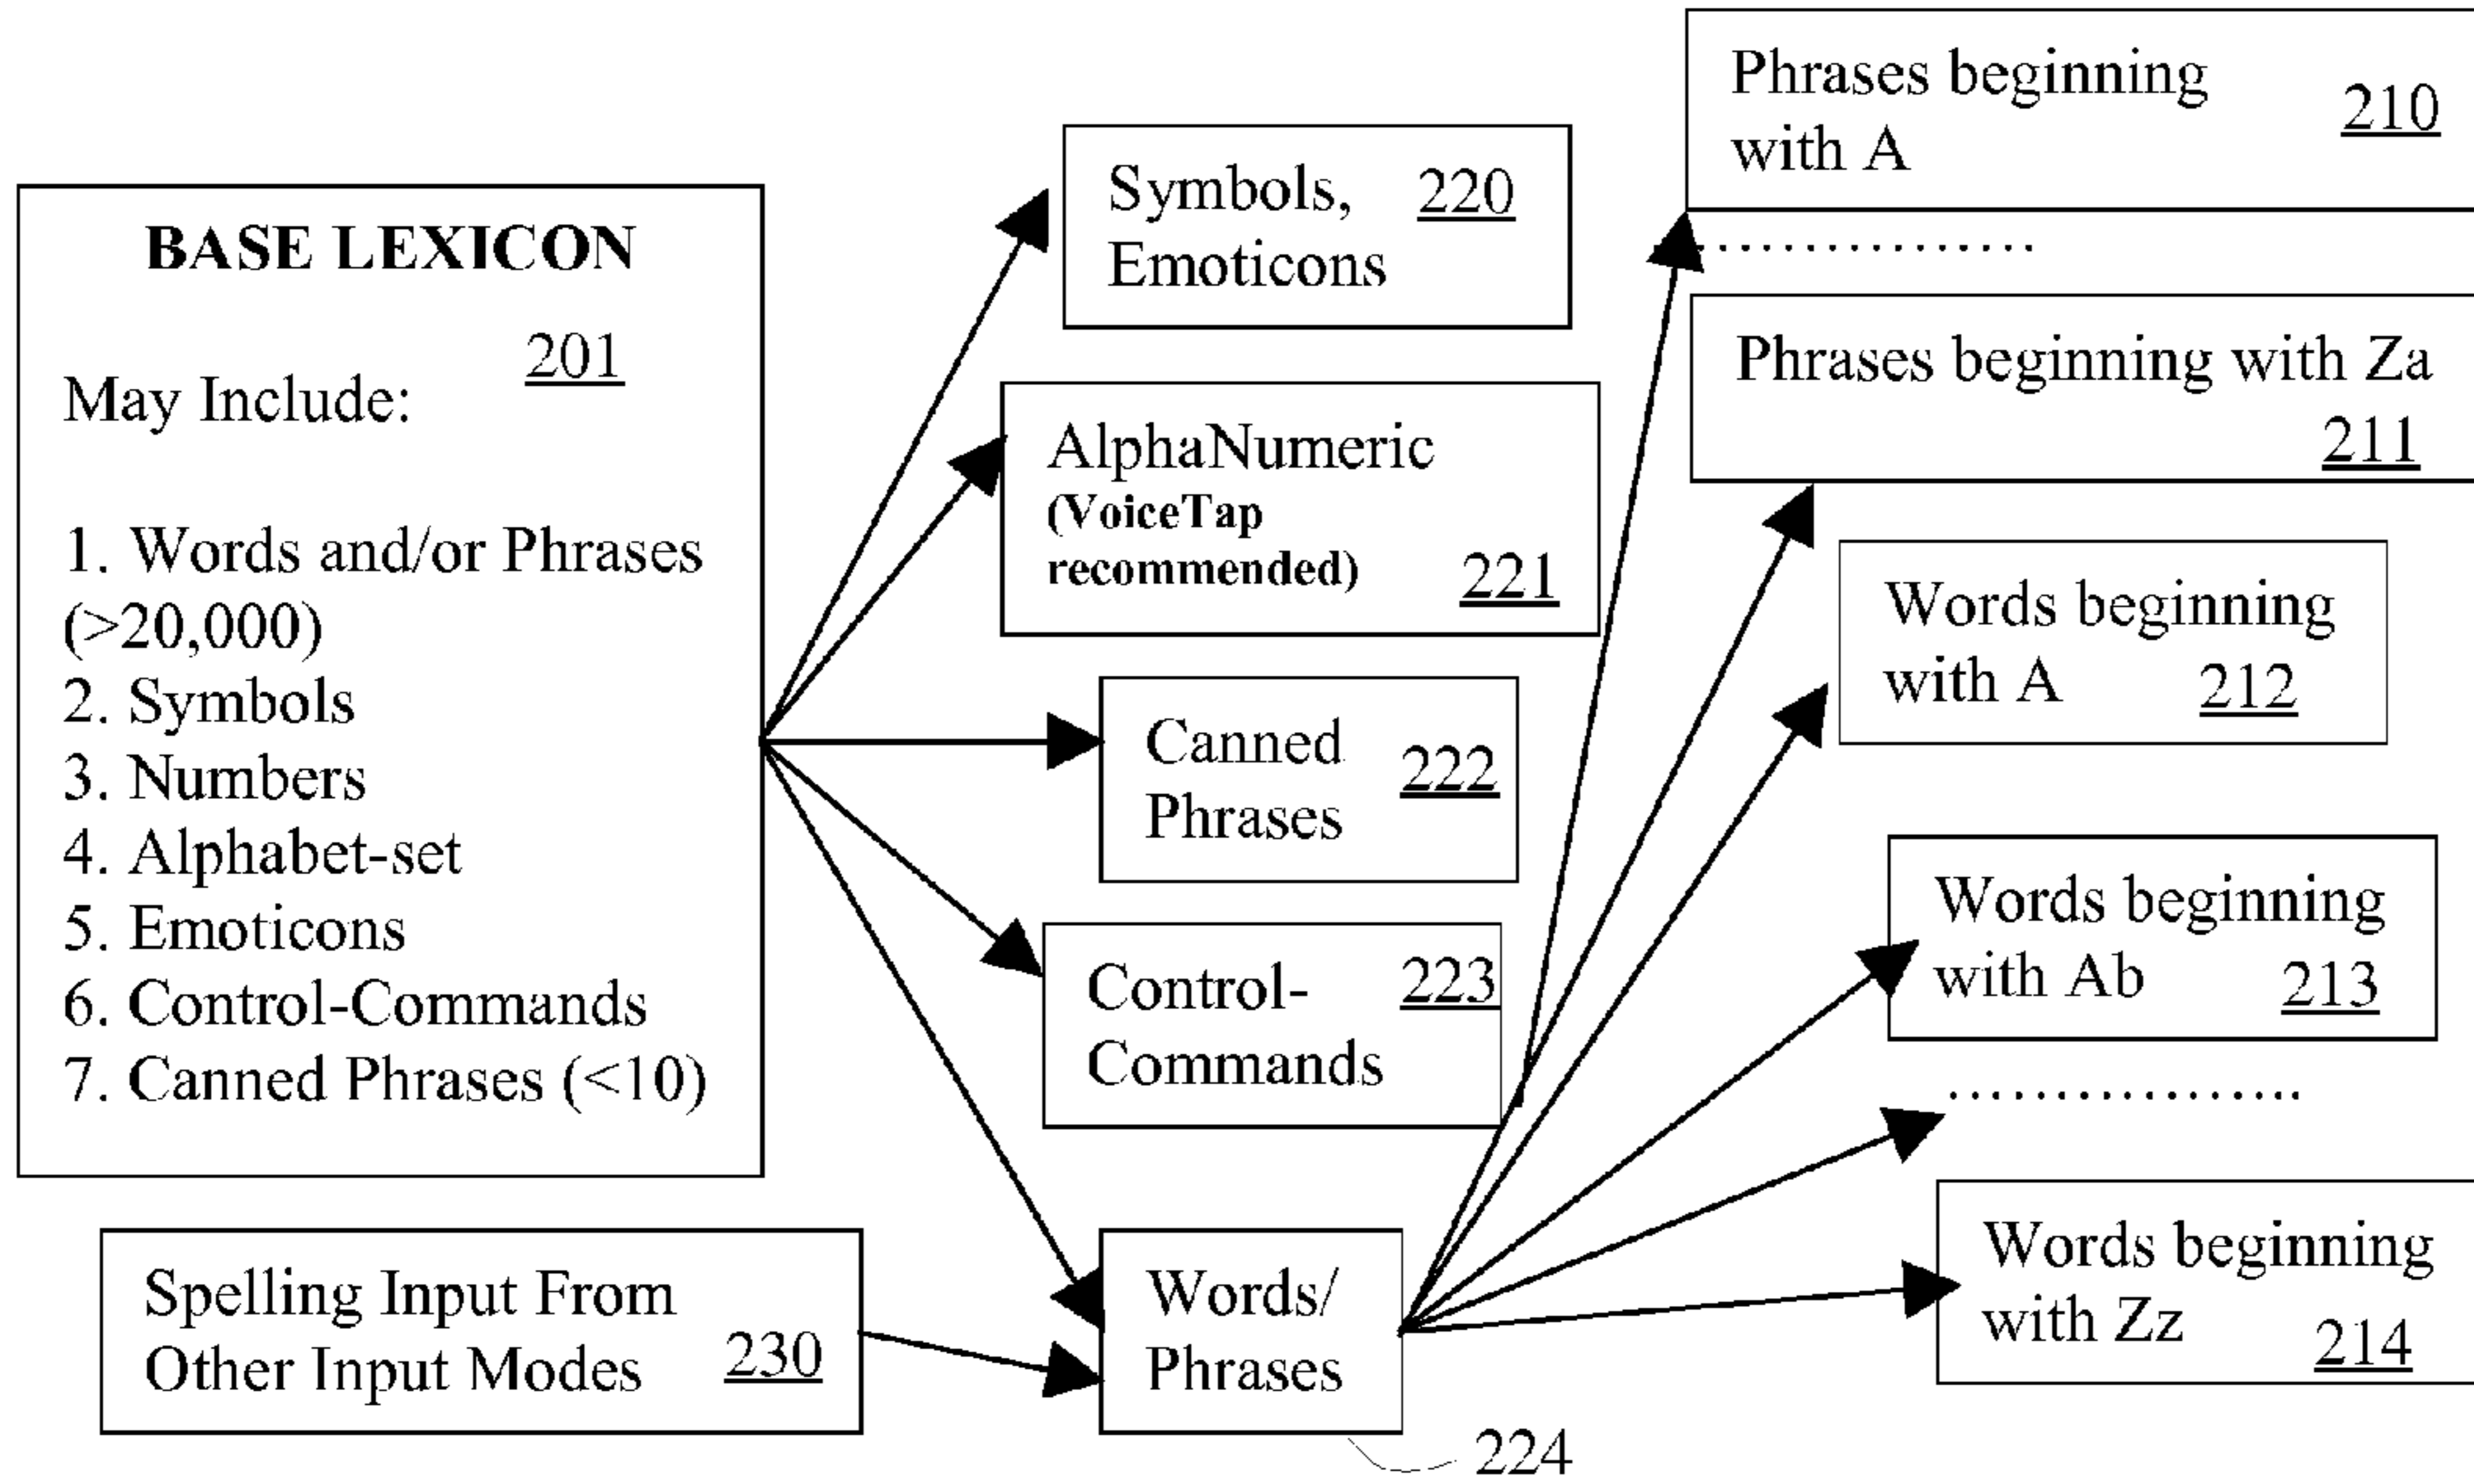 BASE LEXICON
201
May Include:
1. Words and/or Phrases
(>20,000)
2. Symbols
3. Numbers
4. Alphabet-set
5. Emoticons
6. Control-Commands
7. Canned Phrases (<10)
Spelling Input From
Other Input Modes 230
Symbols, 220
Emoticons
AlphaNumeric
(VoiceTap
recommended) 221
Canned 222
Phrases
Control- 223
Commands
Words/
Phrases
224
Phrases beginning 210
with A
................
Phrases beginning with Za
211
Words beginning
with A 212
Words beginning
with Ab 213
................
Words beginning
with Zz 214